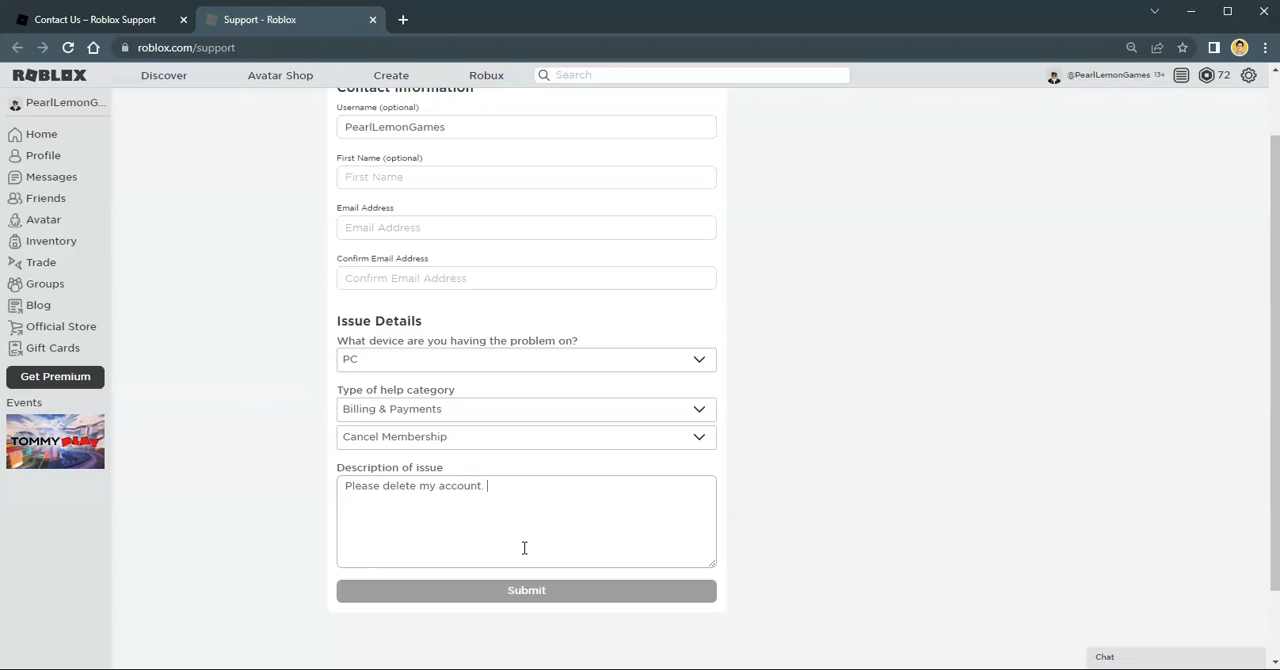 Contact Us – Roblox Support
Support - Roblox
roblox.com/support
ROBLOX
Discover
Avatar Shop
Create
Robux
Search
@PearlLemonGames 13+
72
PearlLemonG...
Home
Profile
Messages
Friends
Avatar
Inventory
Trade
Groups
Blog
Official Store
Gift Cards
Get Premium
Events
TOMMY PLAY
Contact Information
Username (optional)
PearlLemonGames
First Name (optional)
First Name
Email Address
Email Address
Confirm Email Address
Confirm Email Address
Issue Details
What device are you having the problem on?
PC
Type of help category
Billing & Payments
Cancel Membership
Description of issue
Please delete my account.
Submit
Chat